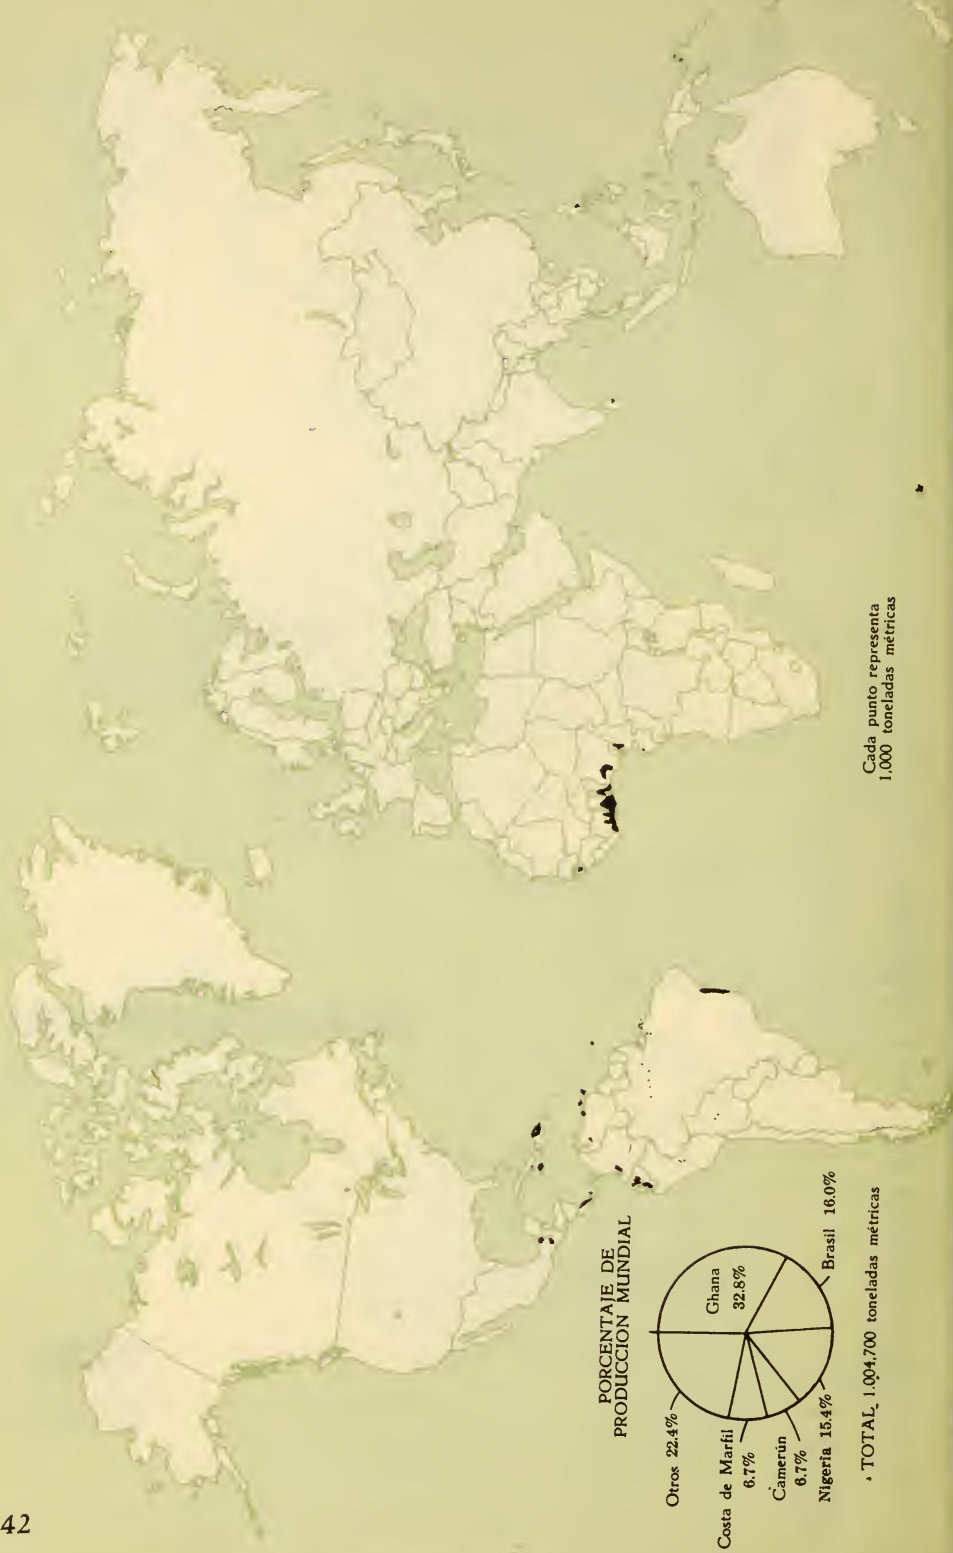 42
PORCENTAJE DE
PRODUCCION MUNDIAL
Ghana
32.8%
Brasil 16.0%
Nigeria 15.4%
Camerún
6.7%
Costa de Marfil
6.7%
Otros 22.4%
TOTAL 1.004.700 toneladas métricas
Cada punto representa
1.000 toneladas métricas